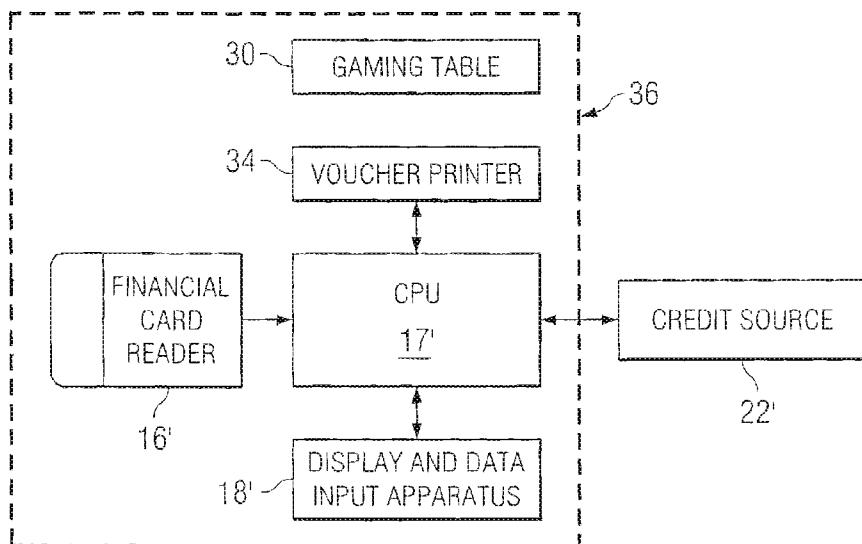 30
GAMING TABLE
36
34
VOUCHER PRINTER
FINANCIAL
CARD
READER
CPU
17'
CREDIT SOURCE
16'
22'
18'
DISPLAY AND DATA
INPUT APPARATUS